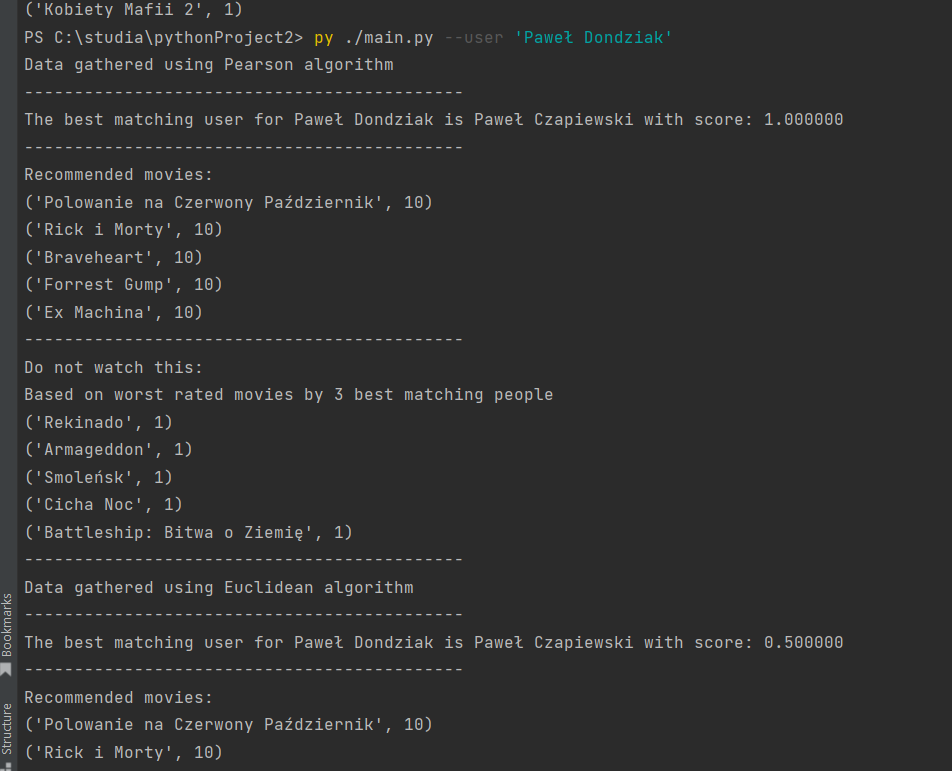 ('Kobiety Mafii 2', 1)
PS C:\studia\pythonProject2> py ./main.py --user 'Paweł Dondziak'
Data gathered using Pearson algorithm
--------------------------------------------
The best matching user for Paweł Dondziak is Paweł Czapiewski with score: 1.000000
--------------------------------------------
Recommended movies:
('Polowanie na Czerwony Październik', 10)
('Rick i Morty', 10)
('Braveheart', 10)
('Forrest Gump', 10)
('Ex Machina', 10)
--------------------------------------------
Do not watch this:
Based on worst rated movies by 3 best matching people
('Rekinado', 1)
('Armageddon', 1)
('Smoleńsk', 1)
('Cicha Noc', 1)
('Battleship: Bitwa o Ziemię', 1)
--------------------------------------------
Data gathered using Euclidean algorithm
--------------------------------------------
The best matching user for Paweł Dondziak is Paweł Czapiewski with score: 0.500000
--------------------------------------------
Recommended movies:
('Polowanie na Czerwony Październik', 10)
('Rick i Morty', 10)
Bookmarks
Structure